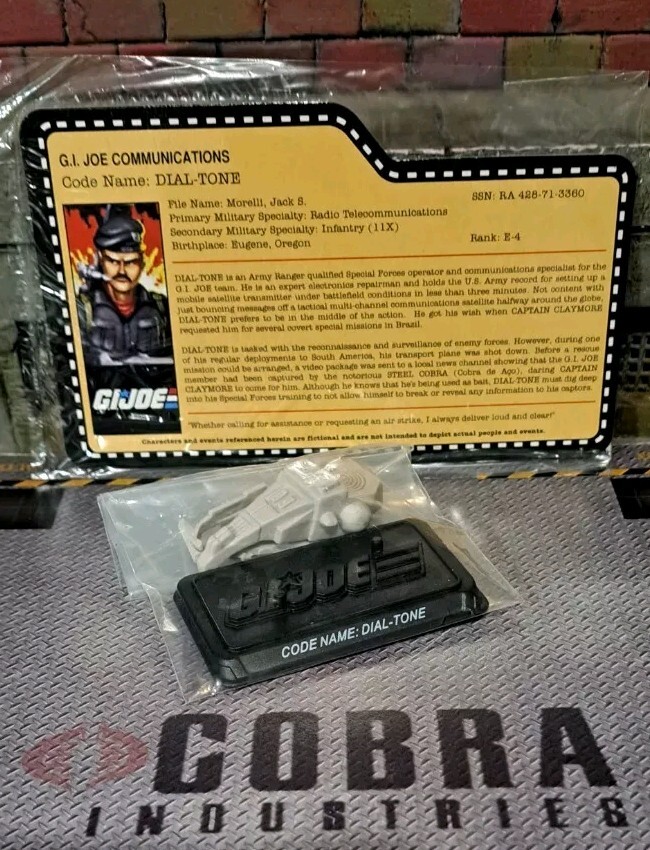 G.I. JOE COMMUNICATIONS
Code Name: DIAL-TONE
File Name: Morelli, Jack S.
SSN: RA 428-71-3360
Primary Military Specialty: Radio Telecommunications
Secondary Military Specialty: Infantry (11X)
Birthplace: Eugene, Oregon
Rank: E-4
DIAL-TONE is an Army Ranger qualified Special Forces operator and communications specialist for the
G.I. JOE team. He is an expert electronics repairman and holds the U.S. Army record for setting up a
mobile satellite transmitter under battlefield conditions in less than three minutes. Not content with
just bouncing messages off a tactical multi-channel communications satellite halfway around the globe,
DIAL-TONE prefers to be in the middle of the action. He got his wish when CAPTAIN CLAYMORE
requested him for several covert special missions in Brazil.
DIAL-TONE is tasked with the reconnaissance and surveillance of enemy forces. However, during one
of his regular deployments to South America, his transport plane was shot down. Before a rescue
mission could be arranged, a video package was sent to a local news channel showing that the G.I. JOE
member had been captured by the notorious STEEL COBRA (Cobra de Aço), daring CAPTAIN
CLAYMORE to come for him. Although he knows that he's being used as bait, DIAL-TONE must dig deep
into his Special Forces training to not allow himself to break or reveal any information to his captors.
G.I.JOE
"Whether calling for assistance or requesting an air strike, I always deliver loud and clear!"
Characters and events referenced herein are fictional and are not intended to depict actual people and events.
G.I.JOE
CODE NAME: DIAL-TONE
COBRA
INDUSTRIES